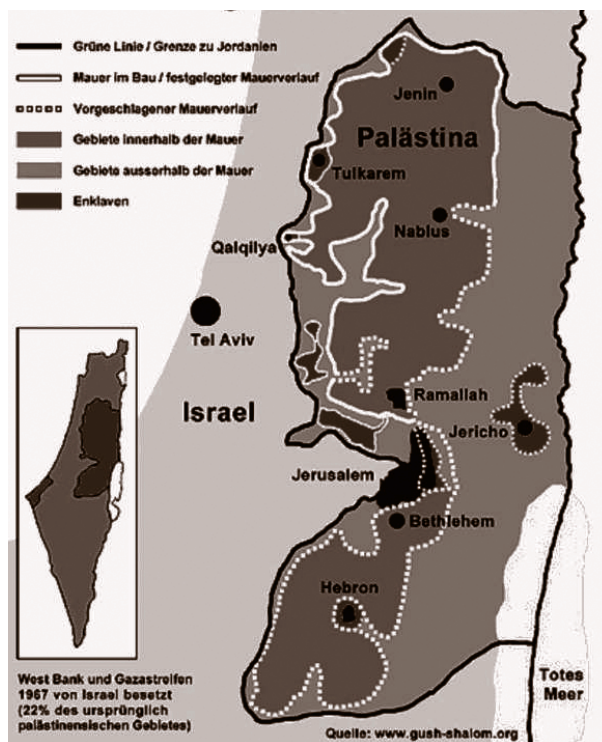 Grüne Linie / Grenze zu Jordanien
Mauer im Bau / festgelegter Mauerverlauf
Vorgeschlagener Mauerverlauf
Gebiete innerhalb der Mauer
Gebiete ausserhalb der Mauer
Enklaven
Jenin
Palästina
Tulkarem
Nablus
Qalqilya
Tel Aviv
Israel
Ramallah
Jericho
Jerusalem
Bethlehem
Hebron
West Bank und Gazastreifen
1967 von Israel besetzt
(22% des ursprünglich
palästinensischen Gebietes)
Totes
Meer
Quelle: www.gush-shalom.org